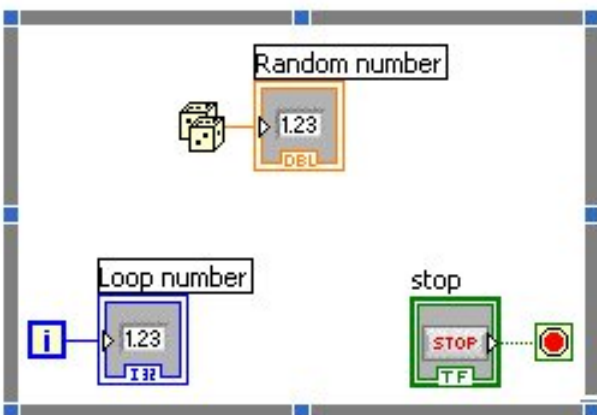 Random number
1.23
DBL
Loop number
stop
i
1.23
STOP
I32
TF